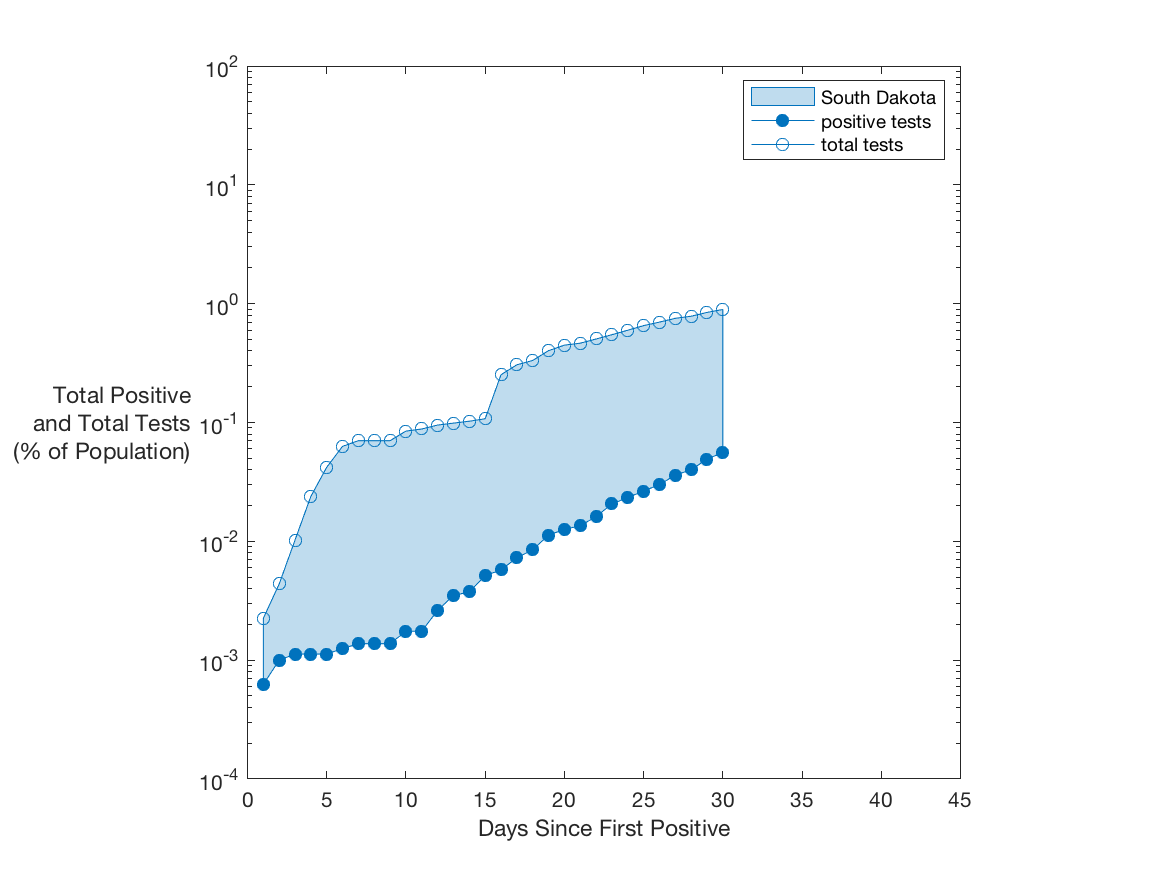 10^2
10^1
10^0
10^-1
10^-2
10^-3
10^-4
Total Positive
and Total Tests
(% of Population)
South Dakota
positive tests
total tests
0 5 10 15 20 25 30 35 40 45
Days Since First Positive